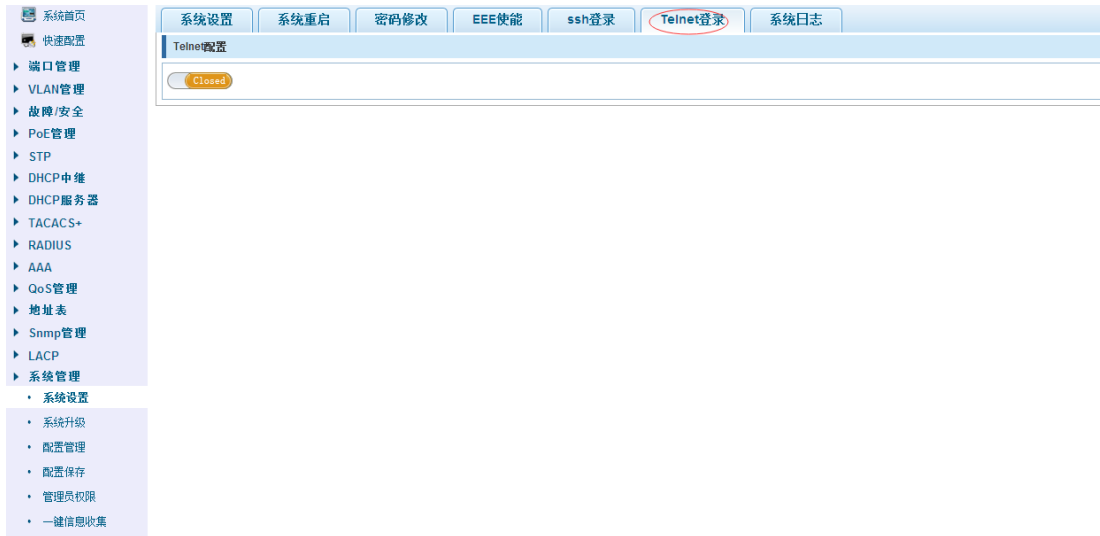 系统首页
快速配置
端口管理
VLAN管理
故障/安全
PoE管理
STP
DHCP中继
DHCP服务器
TACACS+
RADIUS
AAA
QoS管理
地址表
Snmp管理
LACP
系统管理
• 系统设置
• 系统升级
• 配置管理
• 配置保存
• 管理员权限
• 一键信息收集
系统设置 系统重启 密码修改 EEE使能 ssh登录 Telnet登录 系统日志
Telnet配置
Closed